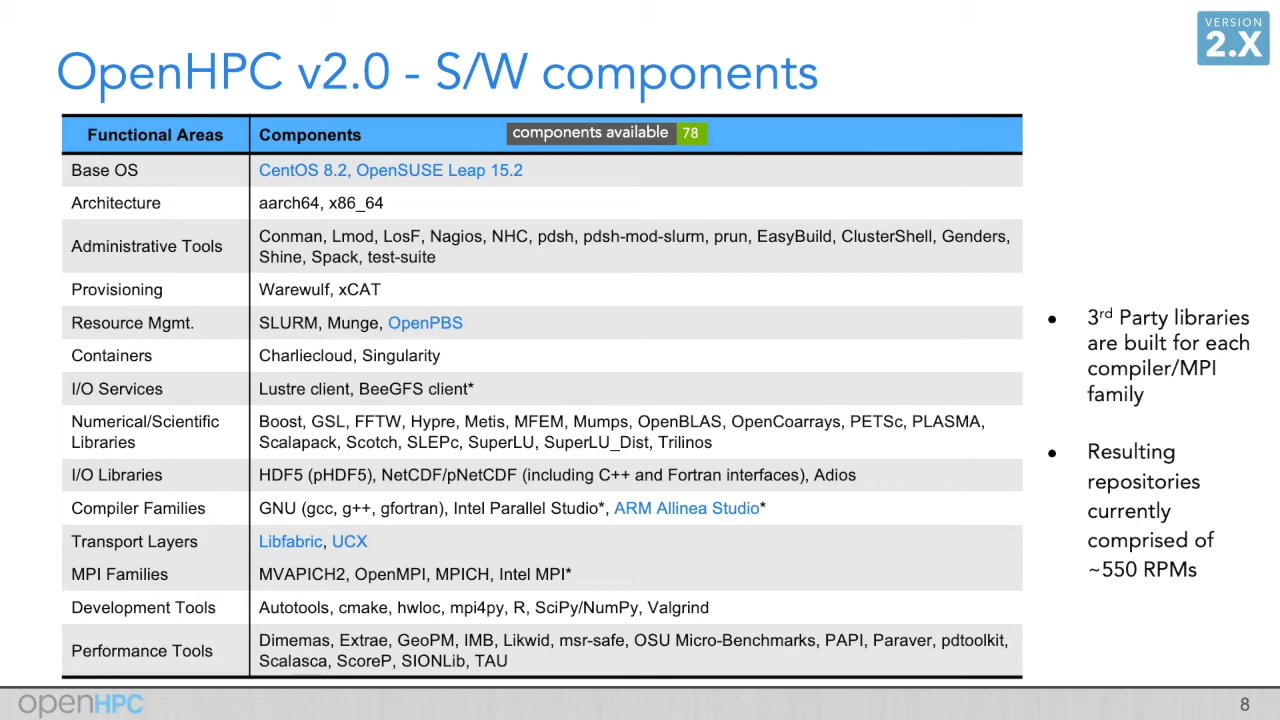 VERSION
2.X
OpenHPC v2.0 - S/W components
Functional Areas Components components available 78
Base OS CentOS 8.2, OpenSUSE Leap 15.2
Architecture aarch64, x86_64
Administrative Tools Conman, Lmod, LosF, Nagios, NHC, pdsh, pdsh-mod-slurm, prun, EasyBuild, ClusterShell, Genders,
Shine, Spack, test-suite
Provisioning Warewulf, xCAT
Resource Mgmt. SLURM, Munge, OpenPBS
Containers Charliecloud, Singularity
I/O Services Lustre client, BeeGFS client*
Numerical/Scientific Boost, GSL, FFTW, Hypre, Metis, MFEM, Mumps, OpenBLAS, OpenCoarrays, PETSc, PLASMA,
Libraries Scalapack, Scotch, SLEPc, SuperLU, SuperLU_Dist, Trilinos
I/O Libraries HDF5 (pHDF5), NetCDF/pNetCDF (including C++ and Fortran interfaces), Adios
Compiler Families GNU (gcc, g++, gfortran), Intel Parallel Studio*, ARM Allinea Studio*
Transport Layers Libfabric, UCX
MPI Families MVAPICH2, OpenMPI, MPICH, Intel MPI*
Development Tools Autotools, cmake, hwloc, mpi4py, R, SciPy/NumPy, Valgrind
Performance Tools Dimemas, Extrae, GeoPM, IMB, Likwid, msr-safe, OSU Micro-Benchmarks, PAPI, Paraver, pdtoolkit,
Scalasca, ScoreP, SIONLib, TAU
• 3rd Party libraries
are built for each
compiler/MPI
family
• Resulting
repositories
currently
comprised of
~550 RPMs
openHPC
8